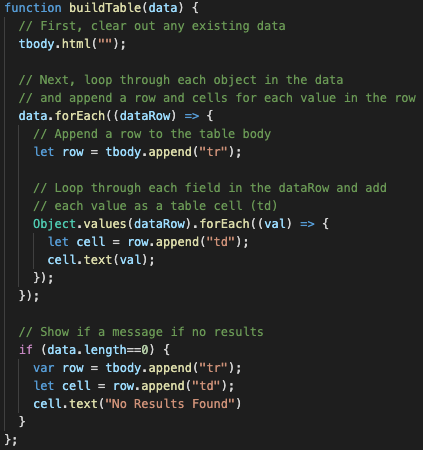 function buildTable(data) {
  // First, clear out any existing data
  tbody.html("");

  // Next, loop through each object in the data
  // and append a row and cells for each value in the row
  data.forEach((dataRow) => {
    // Append a row to the table body
    let row = tbody.append("tr");

    // Loop through each field in the dataRow and add
    // each value as a table cell (td)
    Object.values(dataRow).forEach((val) => {
      let cell = row.append("td");
      cell.text(val);
    });
  });

  // Show if a message if no results
  if (data.length==0) {
    var row = tbody.append("tr");
    let cell = row.append("td");
    cell.text("No Results Found")
  }
};